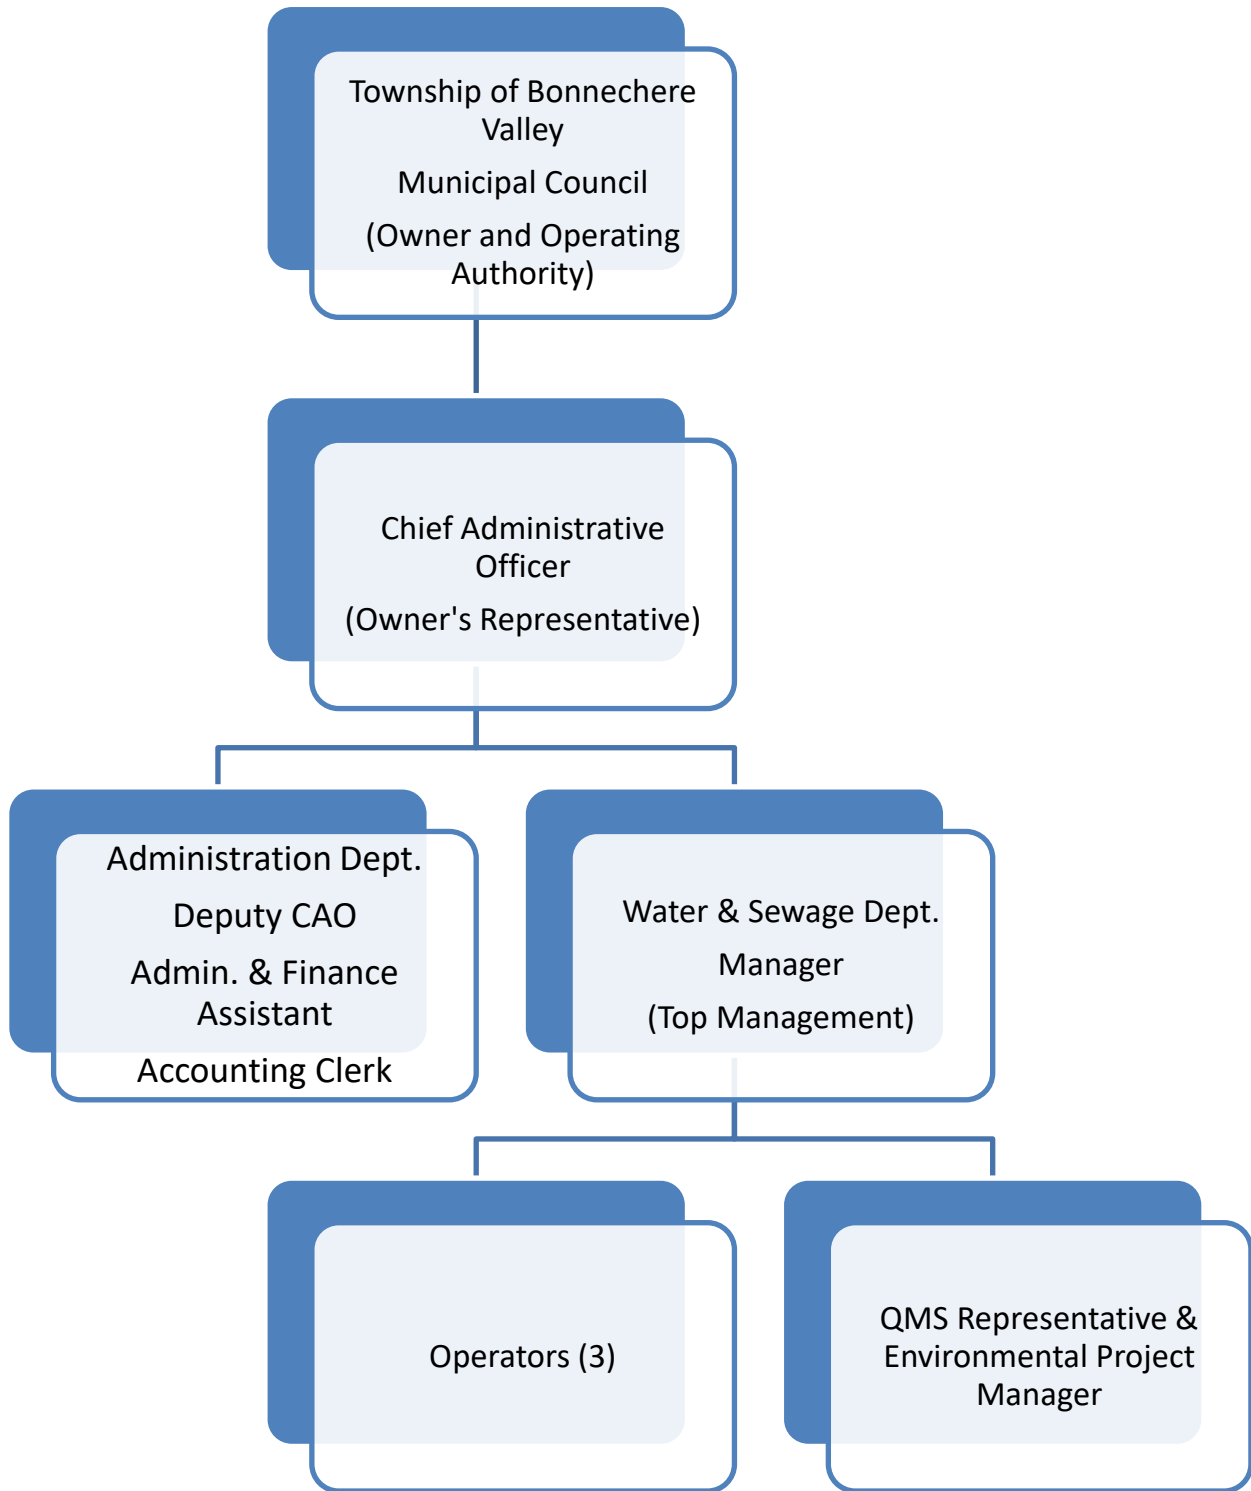 Township of Bonnechere
Valley
Municipal Council
(Owner and Operating
Authority)
Chief Administrative
Officer
(Owner's Representative)
Administration Dept.
Deputy CAO
Admin. & Finance
Assistant
Accounting Clerk
Water & Sewage Dept.
Manager
(Top Management)
Operators (3)
QMS Representative &
Environmental Project
Manager